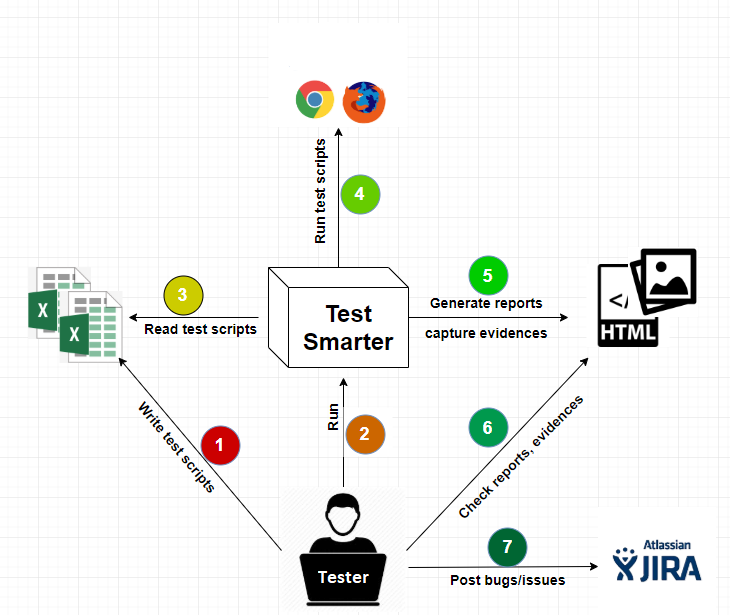 4
Run test scripts
X
X
3
Read test scripts
Test
Smarter
5
Generate reports
capture evidences
</>
HTML
Write test scripts
1
Run
2
6
Check reports, evidences
Tester
7
Post bugs/issues
Atlassian
JIRA